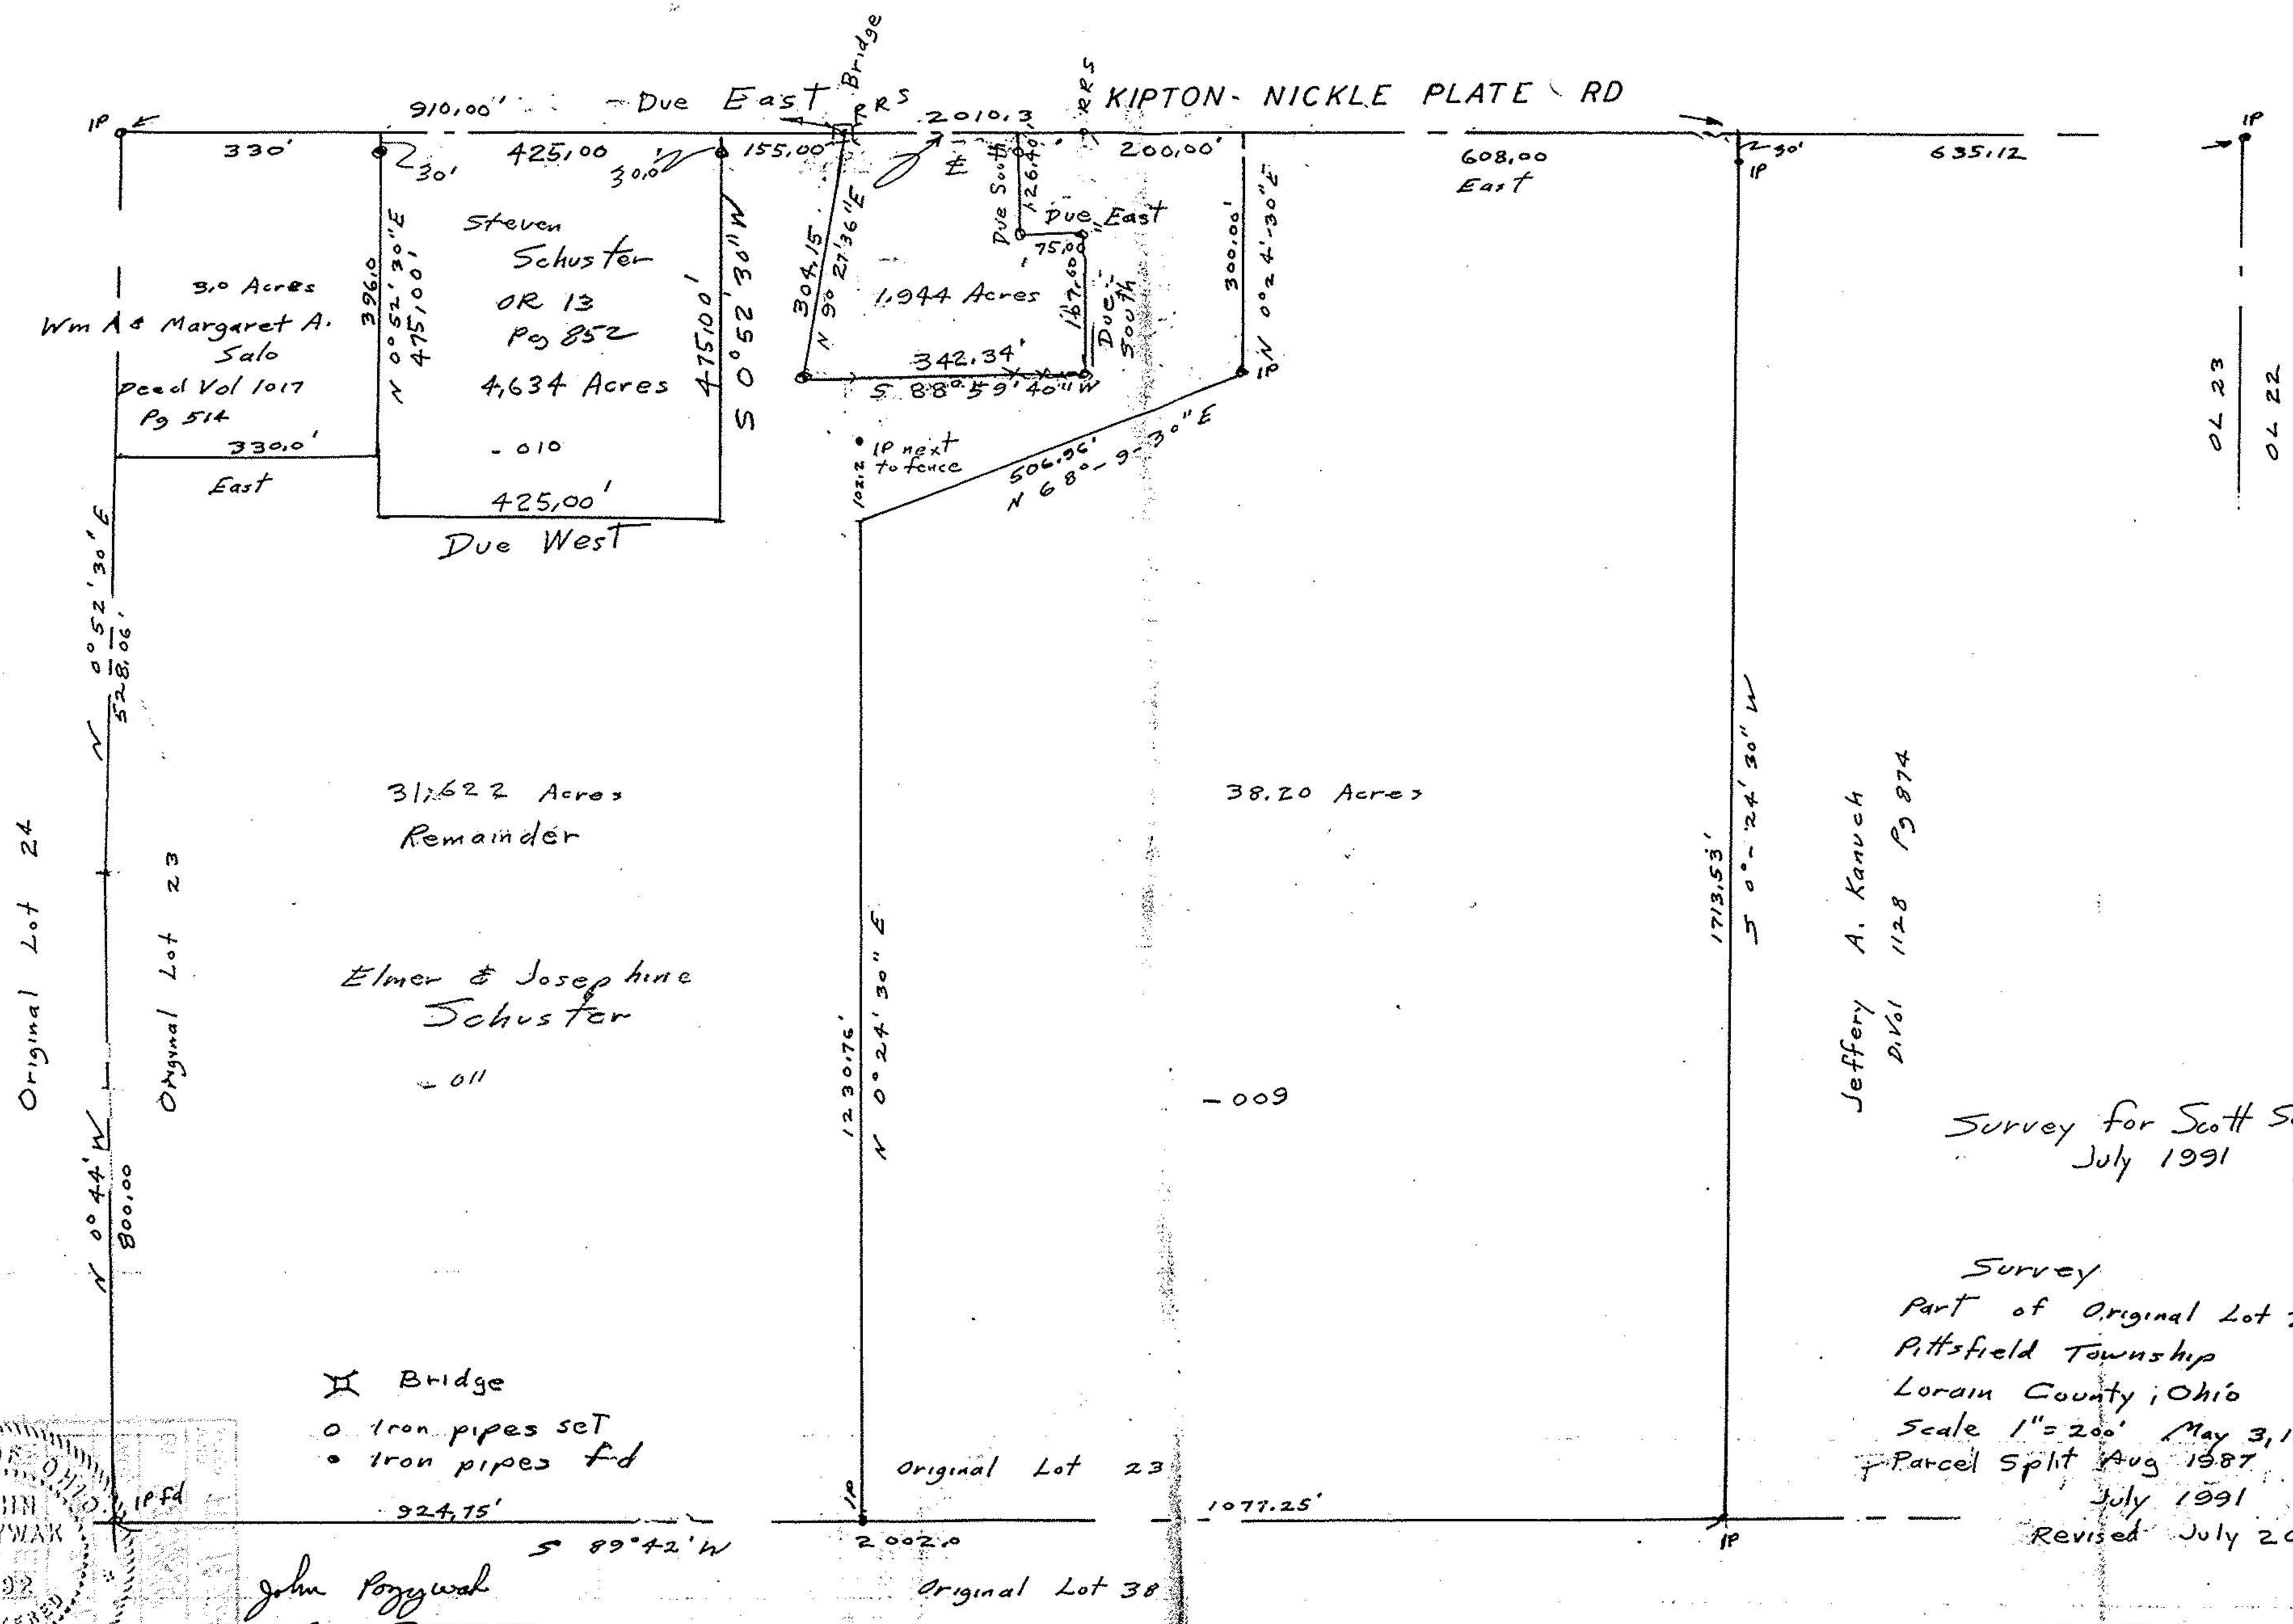 Bridge
910.00"
- Due East
RRS
2010.3
RRS
KIPTON- NICKLE PLATE RD
IP
IP
330'
30'
425.00
30.0'
155.00'
₠
Due South
126.40'
200.00'
608.00
East
30'
IP
635.12
3.0 Acres
Wm A & Margaret A.
Salo
Deed Vol 1017
Pg 514
330.0'
East
396.0
N 0° 52' 30" E
475.00'
Steven
Schuster
OR 13
Pg 852
4.634 Acres
- 010
425.00'
Due West
475.00'
S 0° 52' 30" W
304.15'
N 9° 27' 36" E
Due East
75.00'
1.944 Acres
167.60'
Due South
342.34'
S 88° 59' 40" W
300.00'
N 0° 24'-30" E
IP
IP next
to fence
102.2
506.96'
N 68°-9-30" E
OL 23
OL 22
N 0° 52' 30" E
528.06'
31.622 Acres
Remainder
38.20 Acres
Original Lot 24
Original Lot 23
Elmer & Josephine
Schuster
- 011
1230.76'
N 0° 24' 30" E
- 009
1713.53'
S 0°- 24' 30" W
Jeffery A. Kanuch
D.Vol 1128 Pg 874
N 0° 44' W
800.00
Survey for Scott S
July 1991
Survey
Part of Original Lot
Pittsfield Township
Lorain County, Ohio
Scale 1" = 200' May 3, 1
Parcel Split Aug 1987
July 1991
Revised July 20
Bridge
o Iron pipes set
• Iron pipes fd
IP fd
924.75'
S 89°42' W
IP
Original Lot 23
2002.0
1077.25'
IP
Original Lot 38
John
OHIO